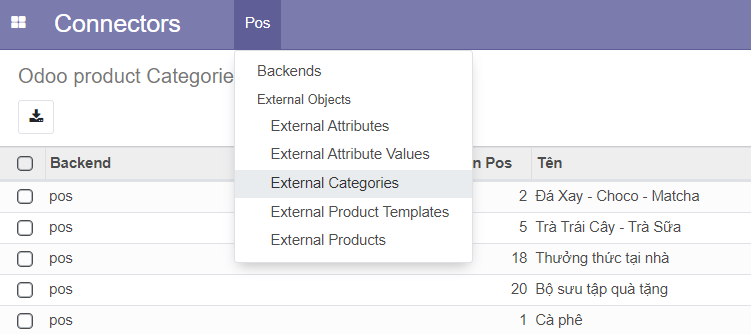 Connectors Pos
Odoo product Categorie
Backends
External Objects
External Attributes
External Attribute Values
External Categories
External Product Templates
External Products
Backend n Pos Tên
pos 2 Đá Xay - Choco - Matcha
pos 5 Trà Trái Cây - Trà Sữa
pos 18 Thưởng thức tại nhà
pos 20 Bộ sưu tập quà tặng
pos 1 Cà phê